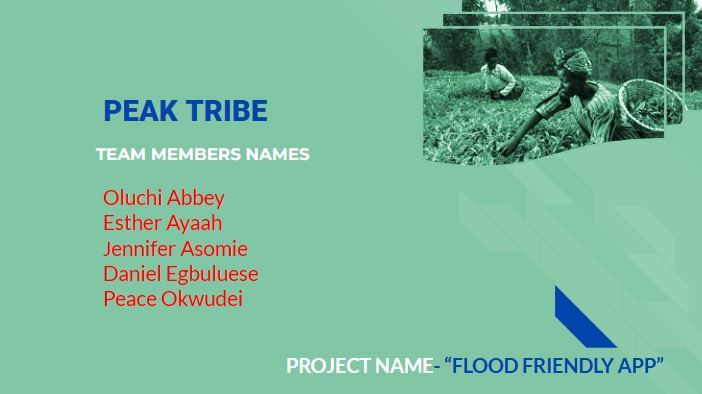 PEAK TRIBE
TEAM MEMBERS NAMES
Oluchi Abbey
Esther Ayaah
Jennifer Asomie
Daniel Egbuluese
Peace Okwudei
PROJECT NAME- “FLOOD FRIENDLY APP”